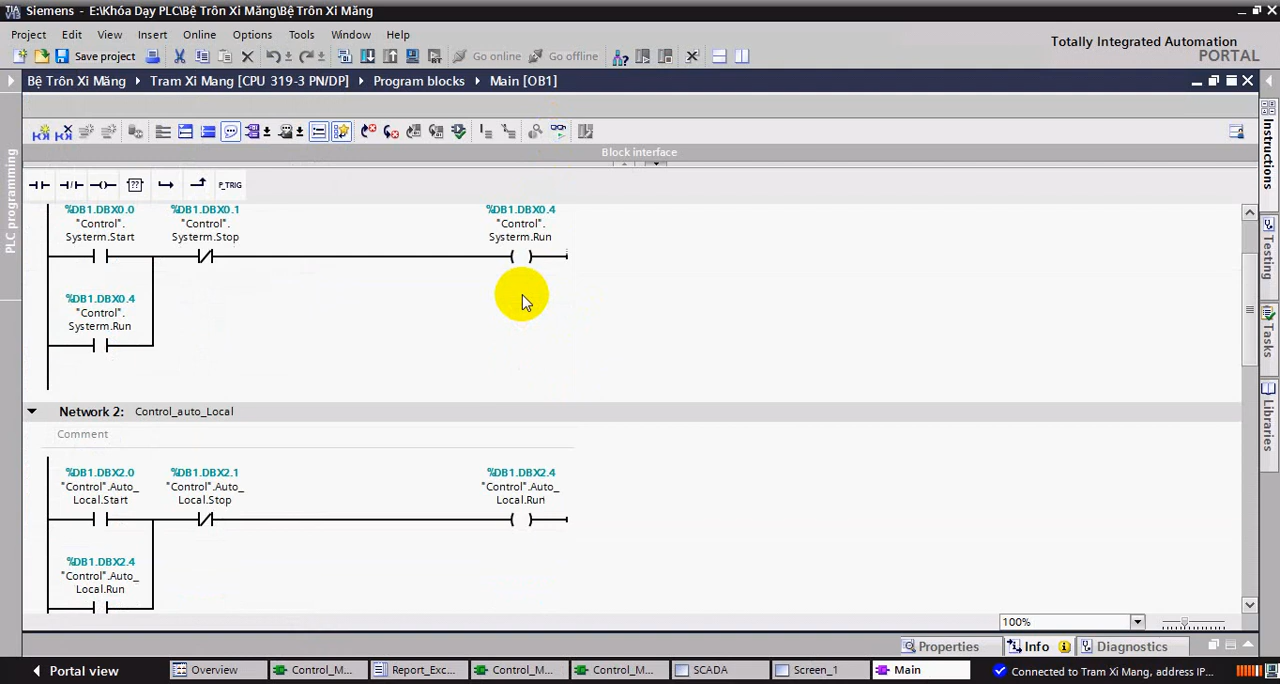 Siemens - E:\Khóa Dạy PLC\Bệ Trôn Xi Măng\Bệ Trôn Xi Măng
Project Edit View Insert Online Options Tools Window Help
Totally Integrated Automation
PORTAL
Save project
Go online
Go offline
Bệ Trôn Xi Măng
Tram Xi Mang [CPU 319-3 PN/DP]
Program blocks
Main [OB1]
Block interface
PLC programming
Instructions
Testing
Tasks
Libraries
??
P_TRIG
%DB1.DBX0.0
"Control".
Systerm.Start
%DB1.DBX0.1
"Control".
Systerm.Stop
%DB1.DBX0.4
"Control".
Systerm.Run
%DB1.DBX0.4
"Control".
Systerm.Run
Network 2: Control_auto_Local
Comment
%DB1.DBX2.0
"Control".Auto_
Local.Start
%DB1.DBX2.1
"Control".Auto_
Local.Stop
%DB1.DBX2.4
"Control".Auto_
Local.Run
%DB1.DBX2.4
"Control".Auto_
Local.Run
100%
Properties
Info
Diagnostics
Portal view
Overview
Control_M...
Report_Exc...
Control_M...
Control_M...
SCADA
Screen_1
Main
Connected to Tram Xi Mang, address IP...